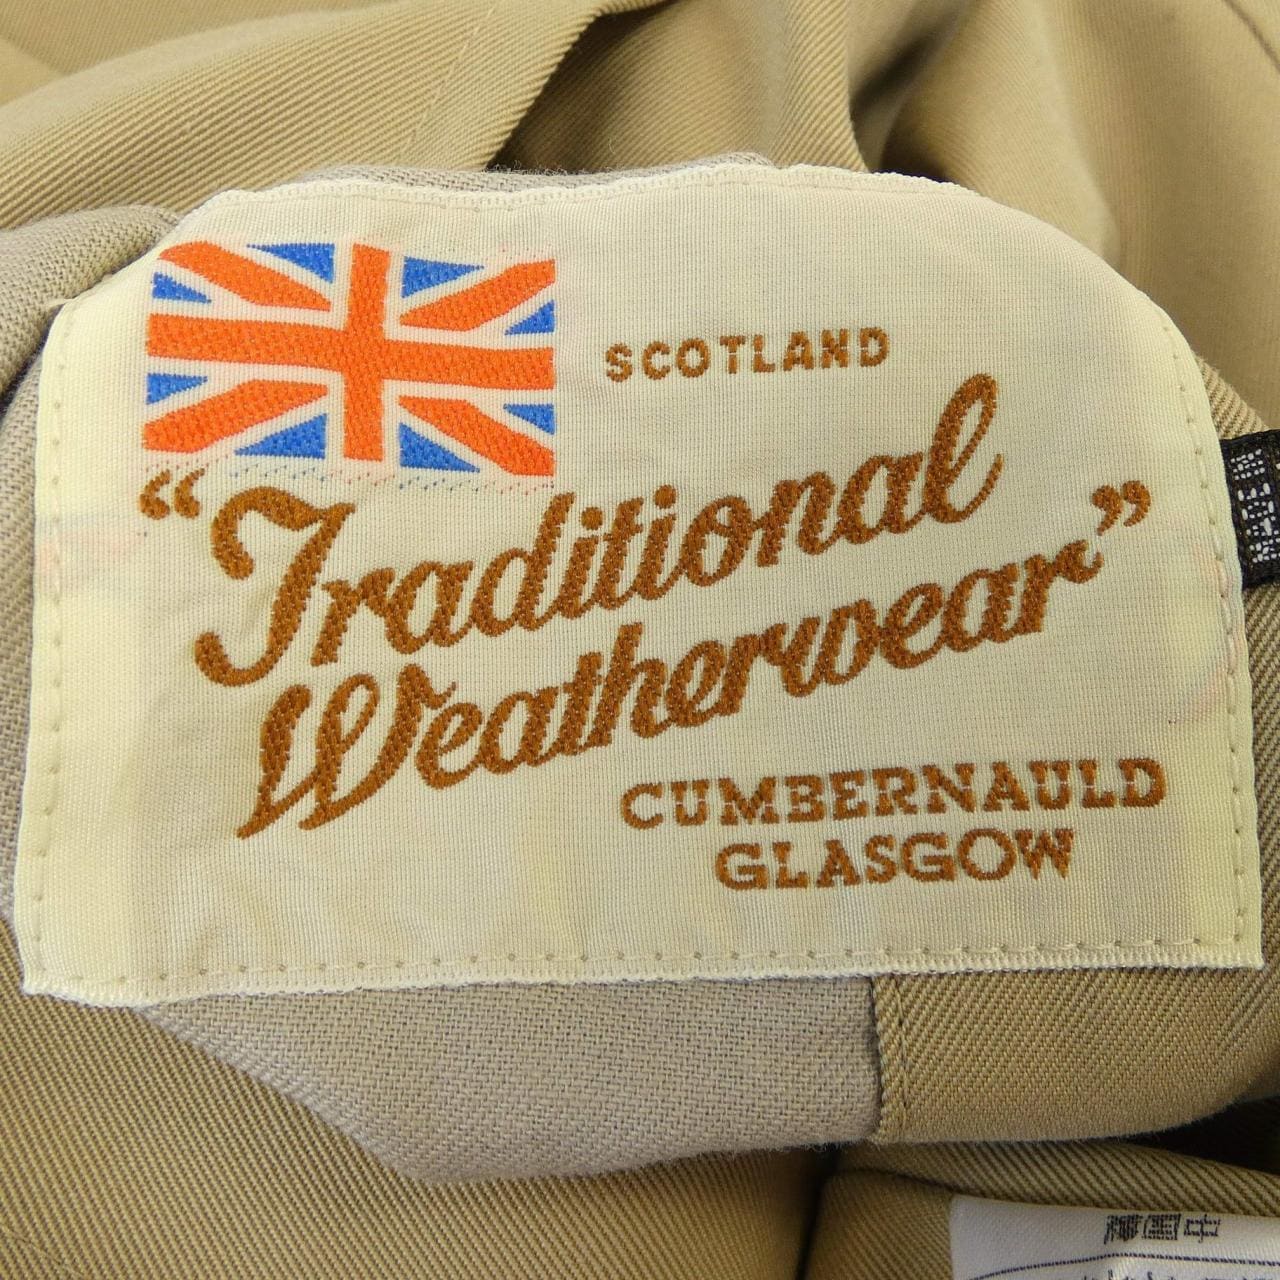 SCOTLAND
“Traditional
Weatherwear”
CUMBERNAULD
GLASGOW